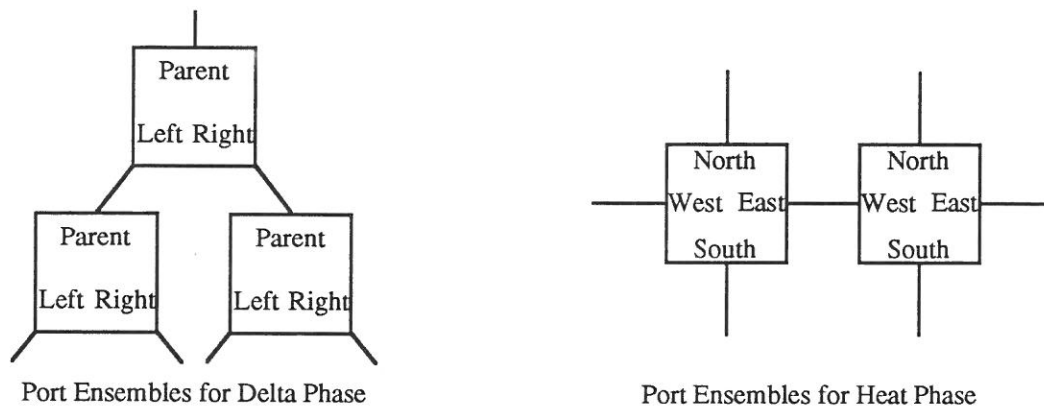 Parent
Left Right
Parent
Left Right
Parent
Left Right
Port Ensembles for Delta Phase
North
West East
South
North
West East
South
Port Ensembles for Heat Phase